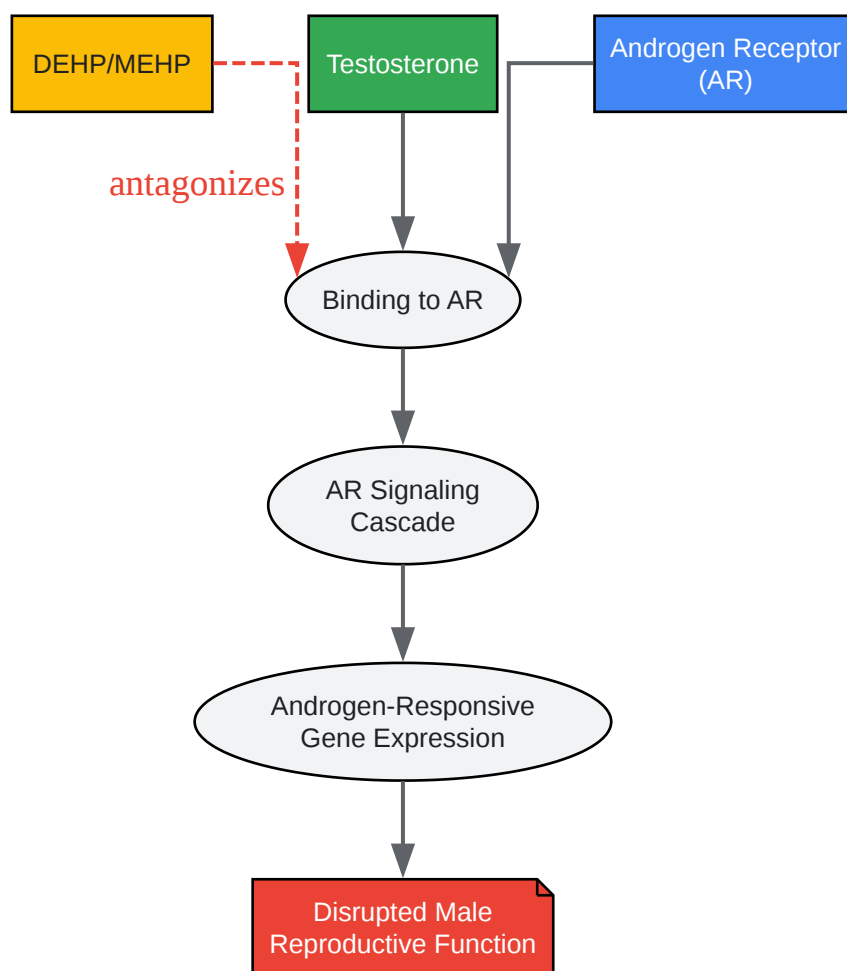 DEHP/MEHP
Testosterone
Androgen Receptor
(AR)
antagonizes
Binding to AR
AR Signaling
Cascade
Androgen-Responsive
Gene Expression
Disrupted Male
Reproductive Function